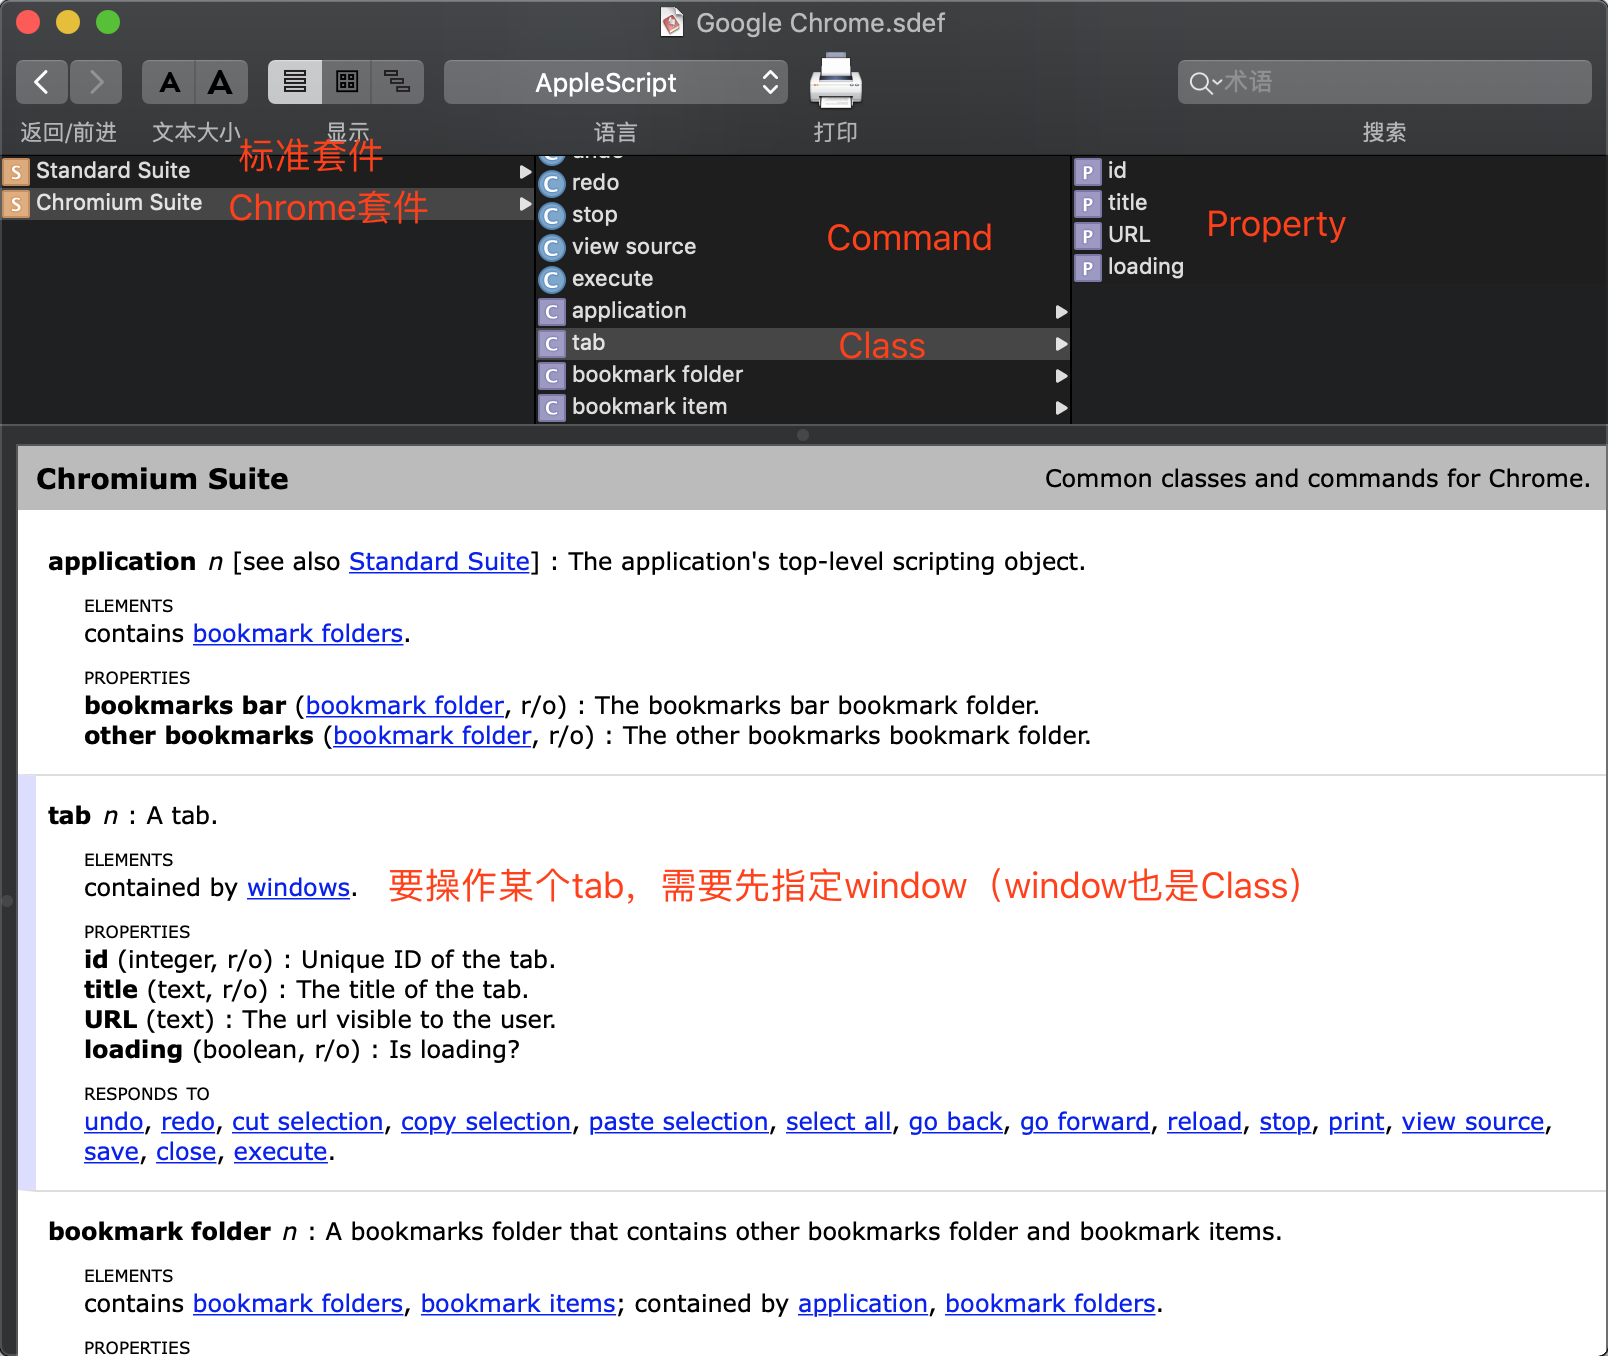 Google Chrome.sdef
A A
AppleScript
术语
返回/前进
文本大小
显示
语言
打印
搜索
S Standard Suite
标准套件
S Chromium Suite
Chrome套件
undo
C redo
C stop
C view source
C execute
C application
C tab
C bookmark folder
C bookmark item
Command
Class
P id
P title
P URL
P loading
Property
Chromium Suite
Common classes and commands for Chrome.
application n [see also Standard Suite] : The application's top-level scripting object.
ELEMENTS
contains bookmark folders.
PROPERTIES
bookmarks bar (bookmark folder, r/o) : The bookmarks bar bookmark folder.
other bookmarks (bookmark folder, r/o) : The other bookmarks bookmark folder.
tab n : A tab.
ELEMENTS
contained by windows.
要操作某个tab，需要先指定window（window也是Class）
PROPERTIES
id (integer, r/o) : Unique ID of the tab.
title (text, r/o) : The title of the tab.
URL (text) : The url visible to the user.
loading (boolean, r/o) : Is loading?
RESPONDS TO
undo, redo, cut selection, copy selection, paste selection, select all, go back, go forward, reload, stop, print, view source,
save, close, execute.
bookmark folder n : A bookmarks folder that contains other bookmarks folder and bookmark items.
ELEMENTS
contains bookmark folders, bookmark items; contained by application, bookmark folders.
PROPERTIES